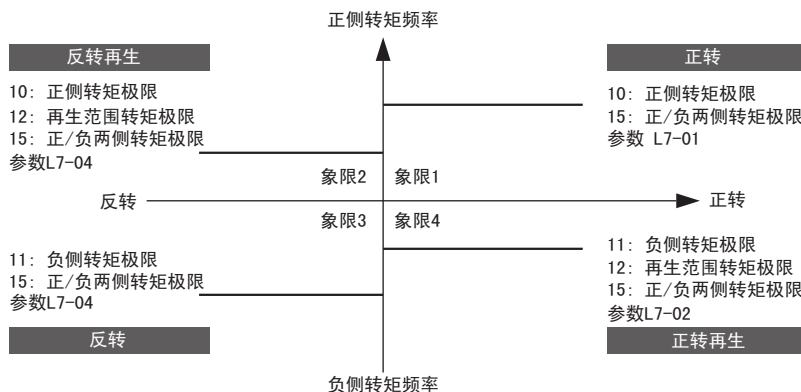 正侧转矩频率
反转再生
10: 正侧转矩极限
12: 再生范围转矩极限
15: 正/负两侧转矩极限
参数L7-04
正转
10: 正侧转矩极限
15: 正/负两侧转矩极限
参数 L7-01
象限2
象限1
反转
正转
象限3
象限4
11: 负侧转矩极限
15: 正/负两侧转矩极限
参数L7-04
反转
11: 负侧转矩极限
12: 再生范围转矩极限
15: 正/负两侧转矩极限
参数L7-02
正转再生
负侧转矩频率